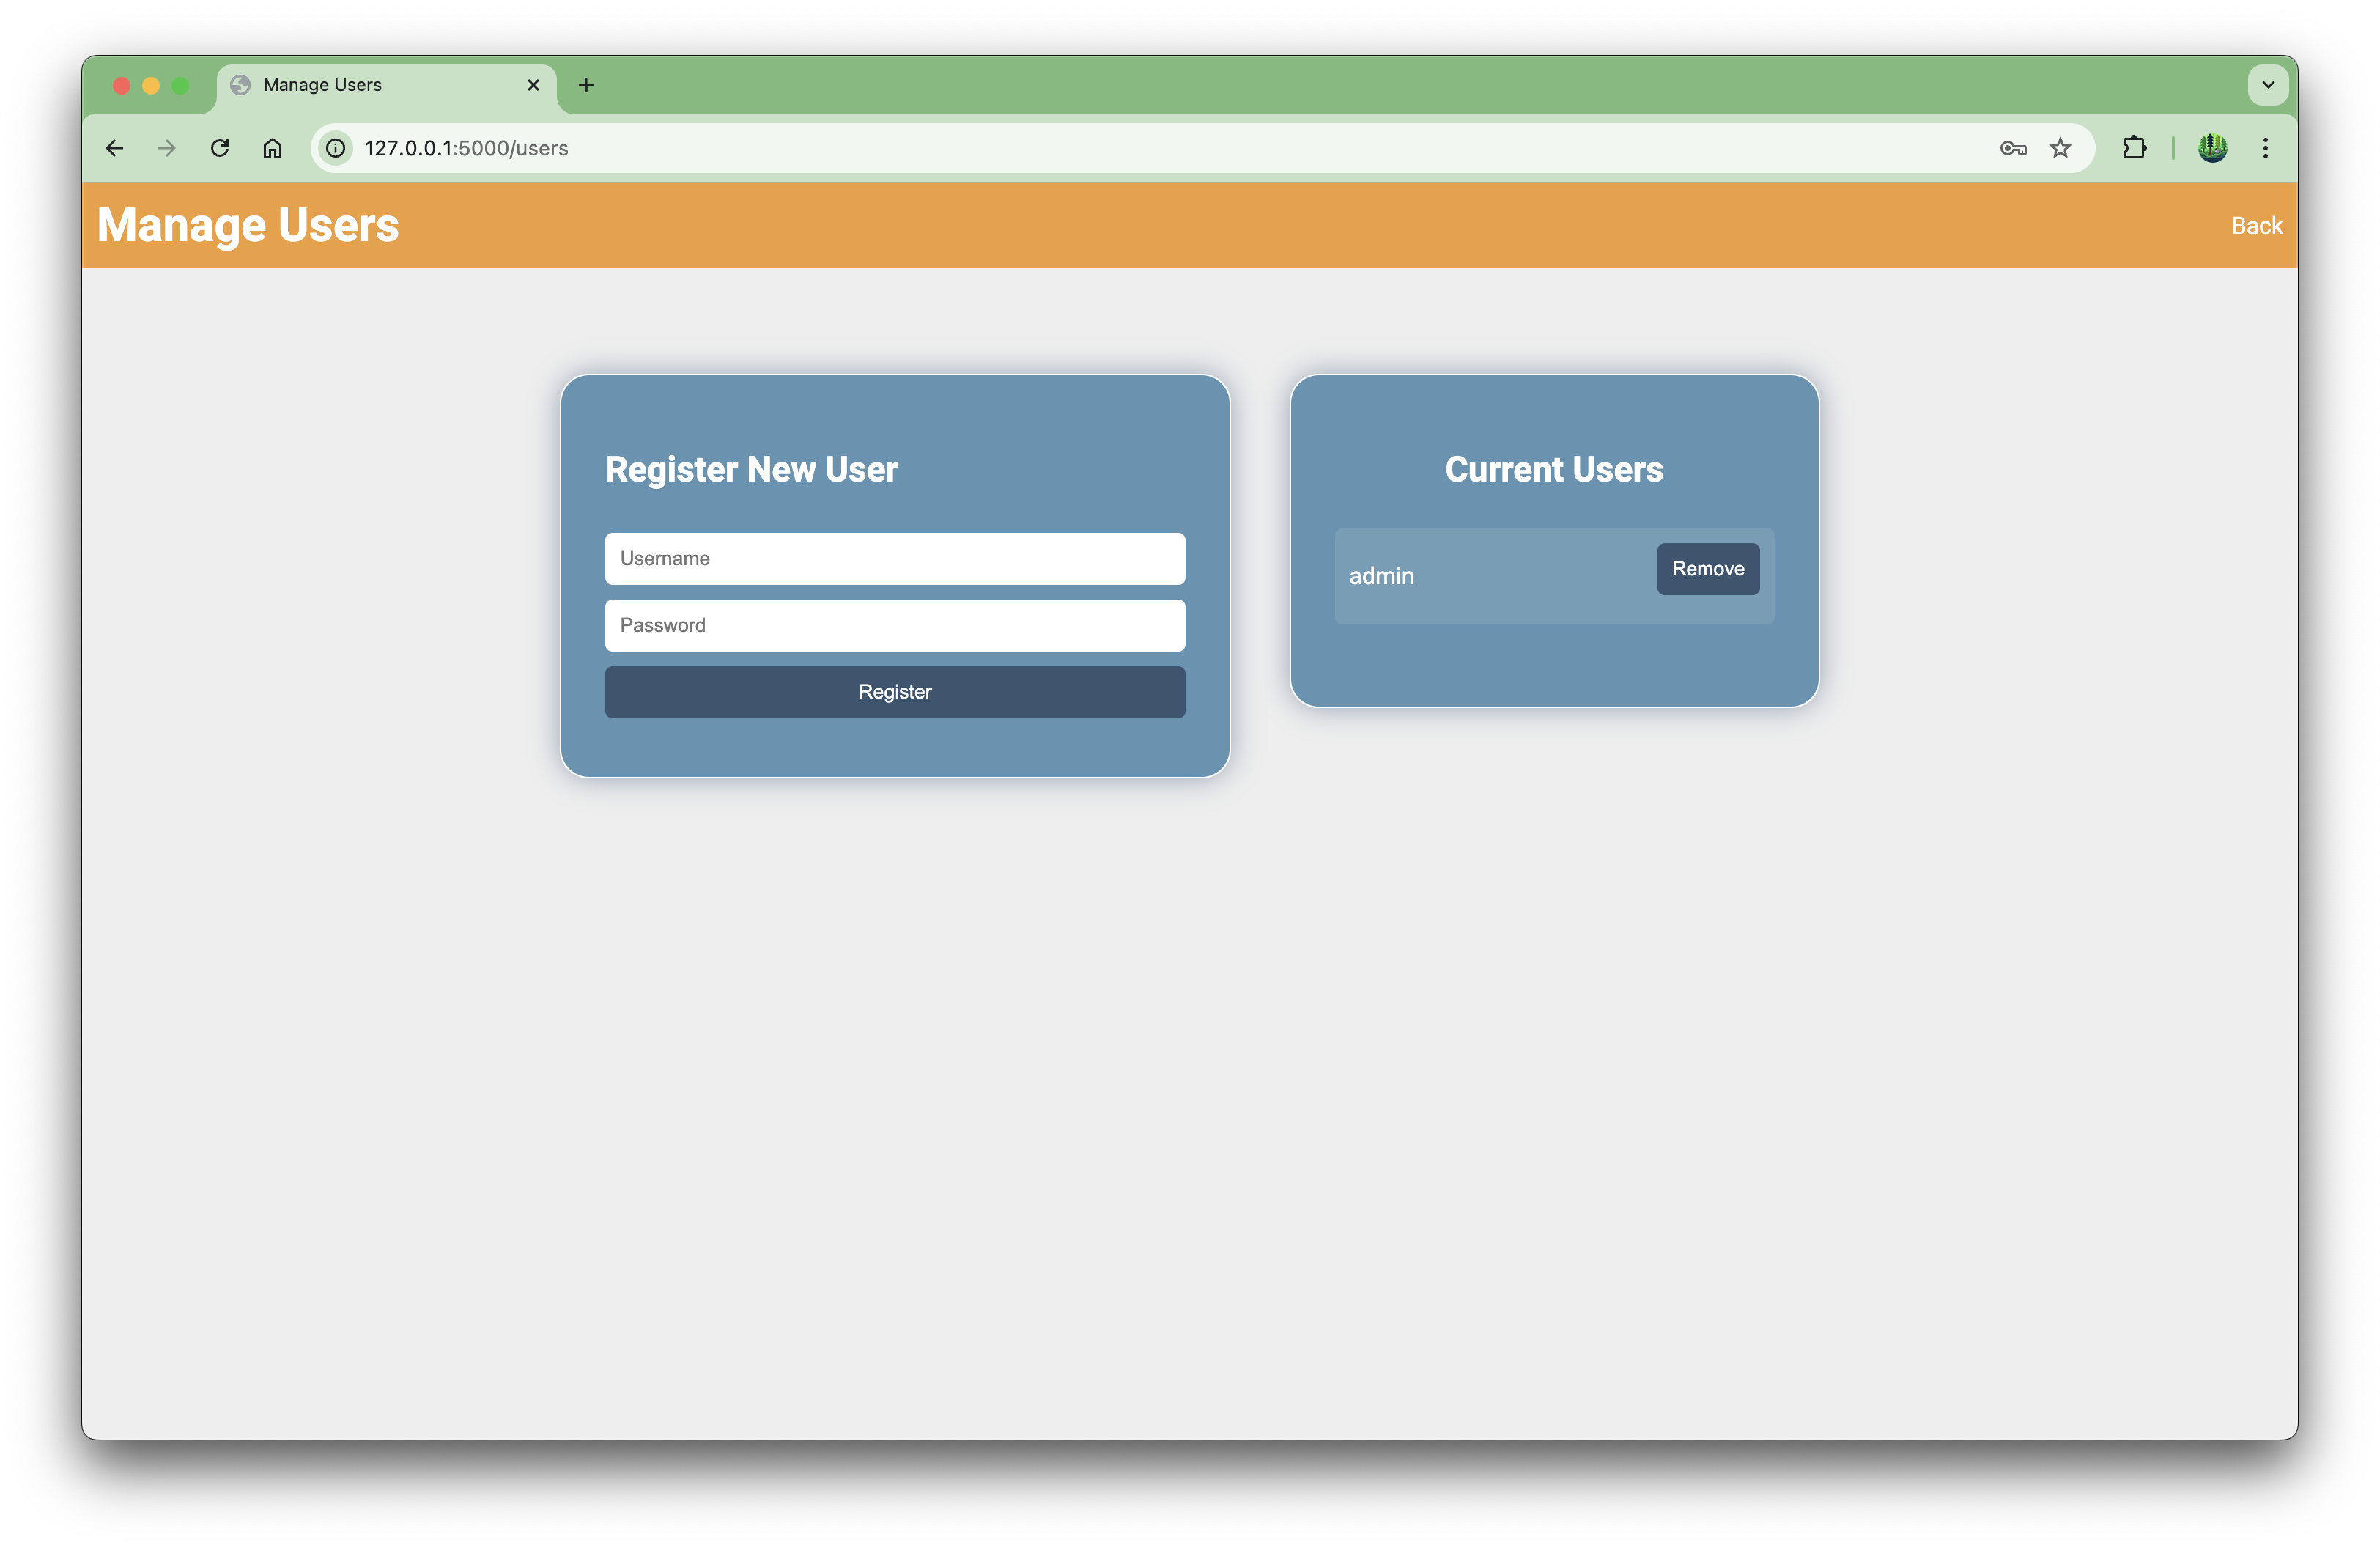 Manage Users
127.0.0.1:5000/users
Manage Users
Back
Register New User
Username
Password
Register
Current Users
admin
Remove